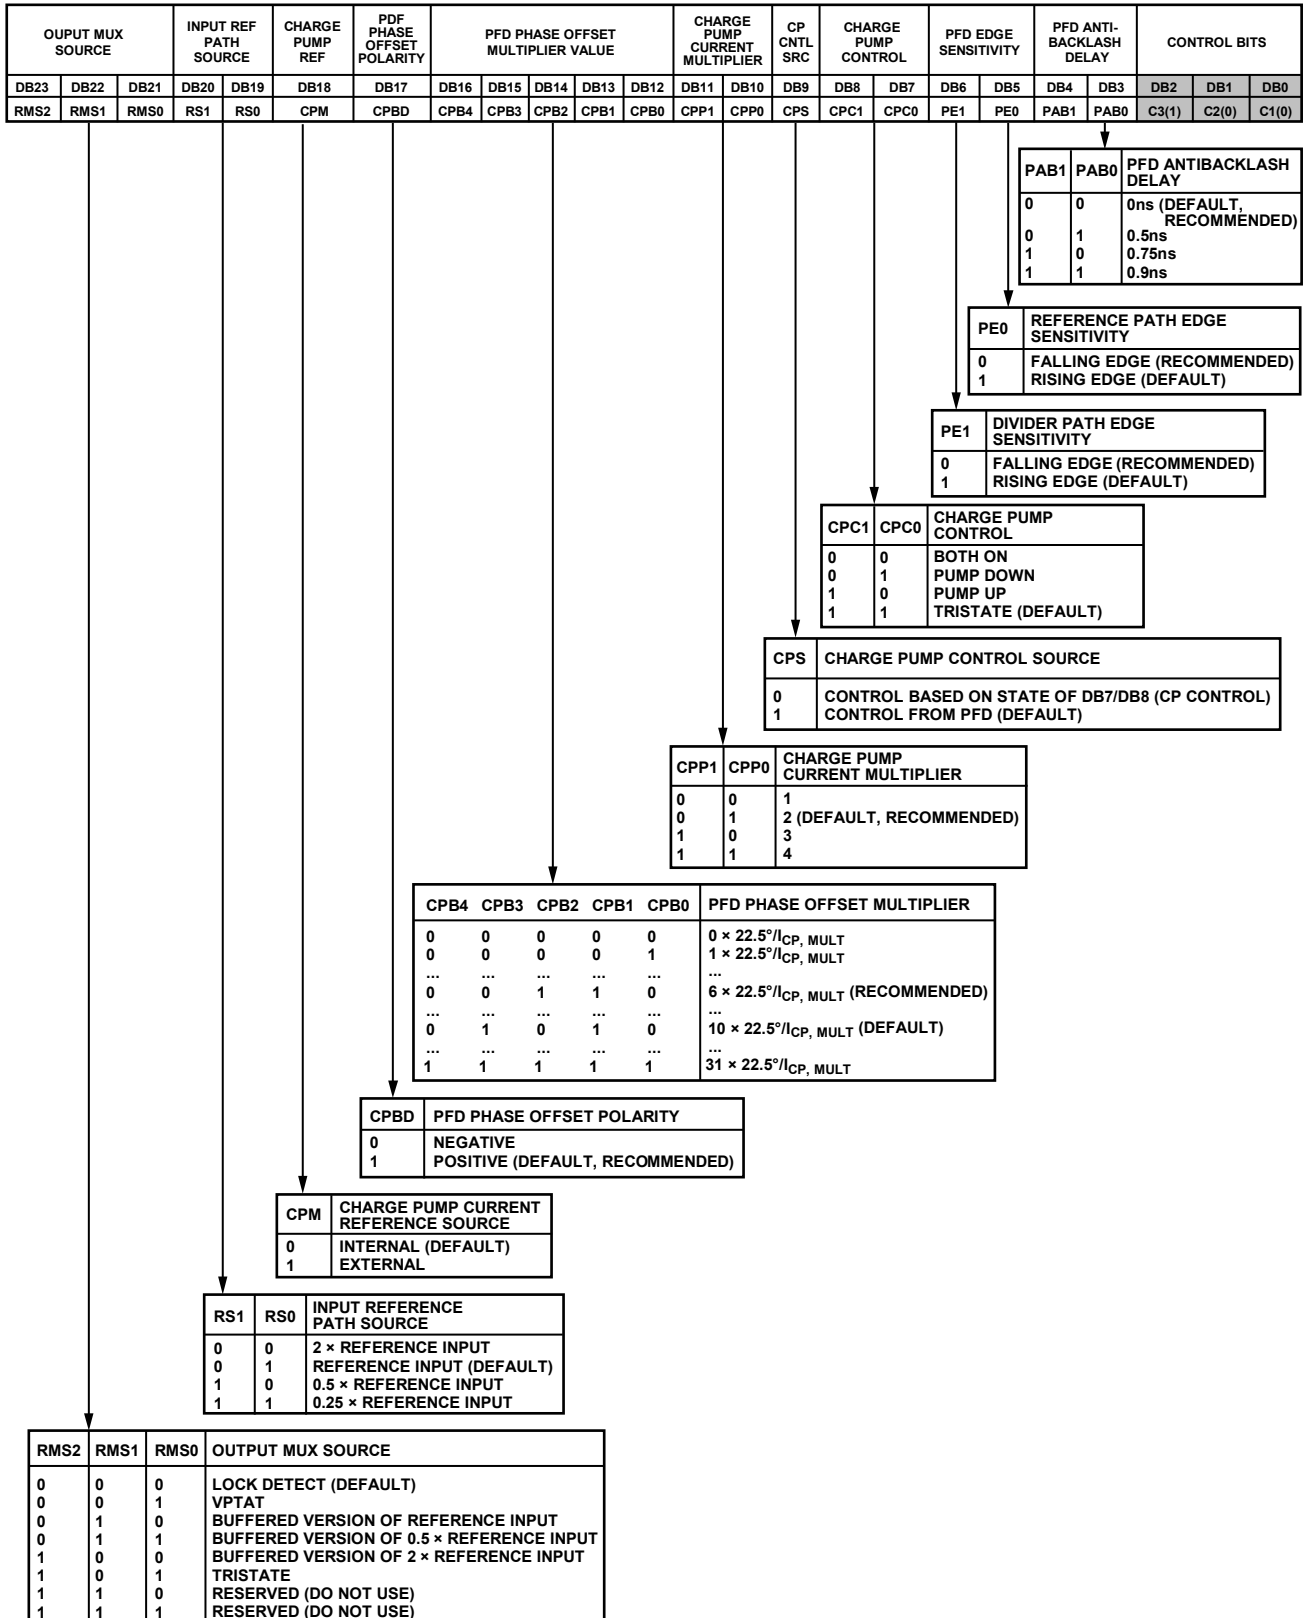 OUPUT MUX SOURCE
INPUT REF PATH SOURCE
CHARGE PUMP REF
PDF PHASE OFFSET POLARITY
PFD PHASE OFFSET MULTIPLIER VALUE
CHARGE PUMP CURRENT MULTIPLIER
CP CNTL SRC
CHARGE PUMP CONTROL
PFD EDGE SENSITIVITY
PFD ANTI-BACKLASH DELAY
CONTROL BITS
DB23 DB22 DB21 DB20 DB19 DB18 DB17 DB16 DB15 DB14 DB13 DB12 DB11 DB10 DB9 DB8 DB7 DB6 DB5 DB4 DB3 DB2 DB1 DB0
RMS2 RMS1 RMS0 RS1 RS0 CPM CPBD CPB4 CPB3 CPB2 CPB1 CPB0 CPP1 CPP0 CPS CPC1 CPC0 PE1 PE0 PAB1 PAB0 C3(1) C2(0) C1(0)
PAB1 PAB0 PFD ANTIBACKLASH DELAY
0 0 0ns (DEFAULT, RECOMMENDED)
0 1 0.5ns
1 0 0.75ns
1 1 0.9ns
PE0 REFERENCE PATH EDGE SENSITIVITY
0 FALLING EDGE (RECOMMENDED)
1 RISING EDGE (DEFAULT)
PE1 DIVIDER PATH EDGE SENSITIVITY
0 FALLING EDGE (RECOMMENDED)
1 RISING EDGE (DEFAULT)
CPC1 CPC0 CHARGE PUMP CONTROL
0 0 BOTH ON
0 1 PUMP DOWN
1 0 PUMP UP
1 1 TRISTATE (DEFAULT)
CPS CHARGE PUMP CONTROL SOURCE
0 CONTROL BASED ON STATE OF DB7/DB8 (CP CONTROL)
1 CONTROL FROM PFD (DEFAULT)
CPP1 CPP0 CHARGE PUMP CURRENT MULTIPLIER
0 0 1
0 1 2 (DEFAULT, RECOMMENDED)
1 0 3
1 1 4
CPB4 CPB3 CPB2 CPB1 CPB0 PFD PHASE OFFSET MULTIPLIER
0 0 0 0 0 0 × 22.5°/ICP, MULT
0 0 0 0 1 1 × 22.5°/ICP, MULT
... ... ... ... ... ...
0 0 1 1 0 6 × 22.5°/ICP, MULT (RECOMMENDED)
... ... ... ... ... ...
0 1 0 1 0 10 × 22.5°/ICP, MULT (DEFAULT)
... ... ... ... ... ...
1 1 1 1 1 31 × 22.5°/ICP, MULT
CPBD PFD PHASE OFFSET POLARITY
0 NEGATIVE
1 POSITIVE (DEFAULT, RECOMMENDED)
CPM CHARGE PUMP CURRENT REFERENCE SOURCE
0 INTERNAL (DEFAULT)
1 EXTERNAL
RS1 RS0 INPUT REFERENCE PATH SOURCE
0 0 2 × REFERENCE INPUT
0 1 REFERENCE INPUT (DEFAULT)
1 0 0.5 × REFERENCE INPUT
1 1 0.25 × REFERENCE INPUT
RMS2 RMS1 RMS0 OUTPUT MUX SOURCE
0 0 0 LOCK DETECT (DEFAULT)
0 0 1 VPTAT
0 1 0 BUFFERED VERSION OF REFERENCE INPUT
0 1 1 BUFFERED VERSION OF 0.5 × REFERENCE INPUT
1 0 0 BUFFERED VERSION OF 2 × REFERENCE INPUT
1 0 1 TRISTATE
1 1 0 RESERVED (DO NOT USE)
1 1 1 RESERVED (DO NOT USE)